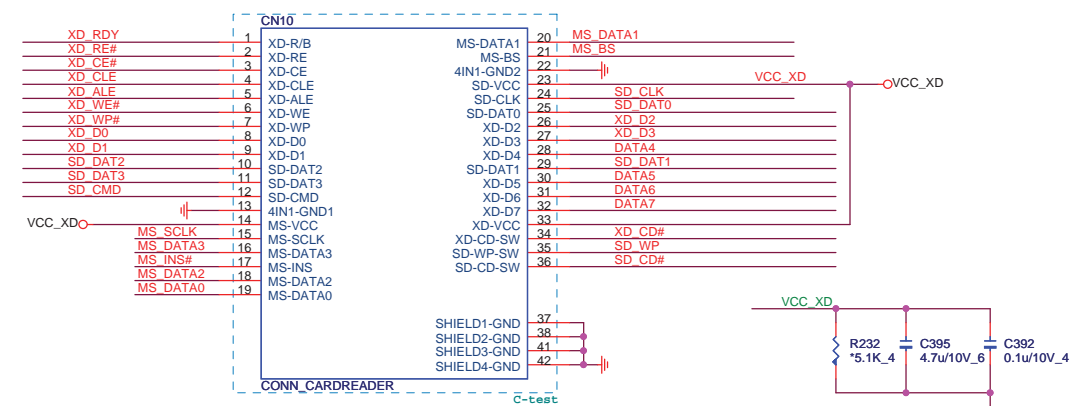 CN10
XD_RDY 1 XD-R/B MS-DATA1 20 MS_DATA1
XD_RE# 2 XD-RE MS-BS 21 MS_BS
XD_CE# 3 XD-CE 4IN1-GND2 22
XD_CLE 4 XD-CLE SD-VCC 23 VCC_XD VCC_XD
XD_ALE 5 XD-ALE SD-CLK 24 SD_CLK
XD_WE# 6 XD-WE SD-DAT0 25 SD_DAT0
XD_WP# 7 XD-WP XD-D2 26 XD_D2
XD_D0 8 XD-D0 XD-D3 27 XD_D3
XD_D1 9 XD-D1 XD-D4 28 DATA4
SD_DAT2 10 SD-DAT2 SD-DAT1 29 SD_DAT1
SD_DAT3 11 SD-DAT3 XD-D5 30 DATA5
SD_CMD 12 SD-CMD XD-D6 31 DATA6
13 4IN1-GND1 XD-D7 32 DATA7
VCC_XD 14 MS-VCC XD-VCC 33
MS_SCLK 15 MS-SCLK XD-CD-SW 34 XD_CD#
MS_DATA3 16 MS-DATA3 SD-WP-SW 35 SD_WP
MS_INS# 17 MS-INS SD-CD-SW 36 SD_CD#
MS_DATA2 18 MS-DATA2
MS_DATA0 19 MS-DATA0
SHIELD1-GND 37
SHIELD2-GND 38
SHIELD3-GND 41
SHIELD4-GND 42
CONN_CARDREADER
C-test
VCC_XD
R232 C395 C392
*5.1K_4 4.7u/10V_6 0.1u/10V_4